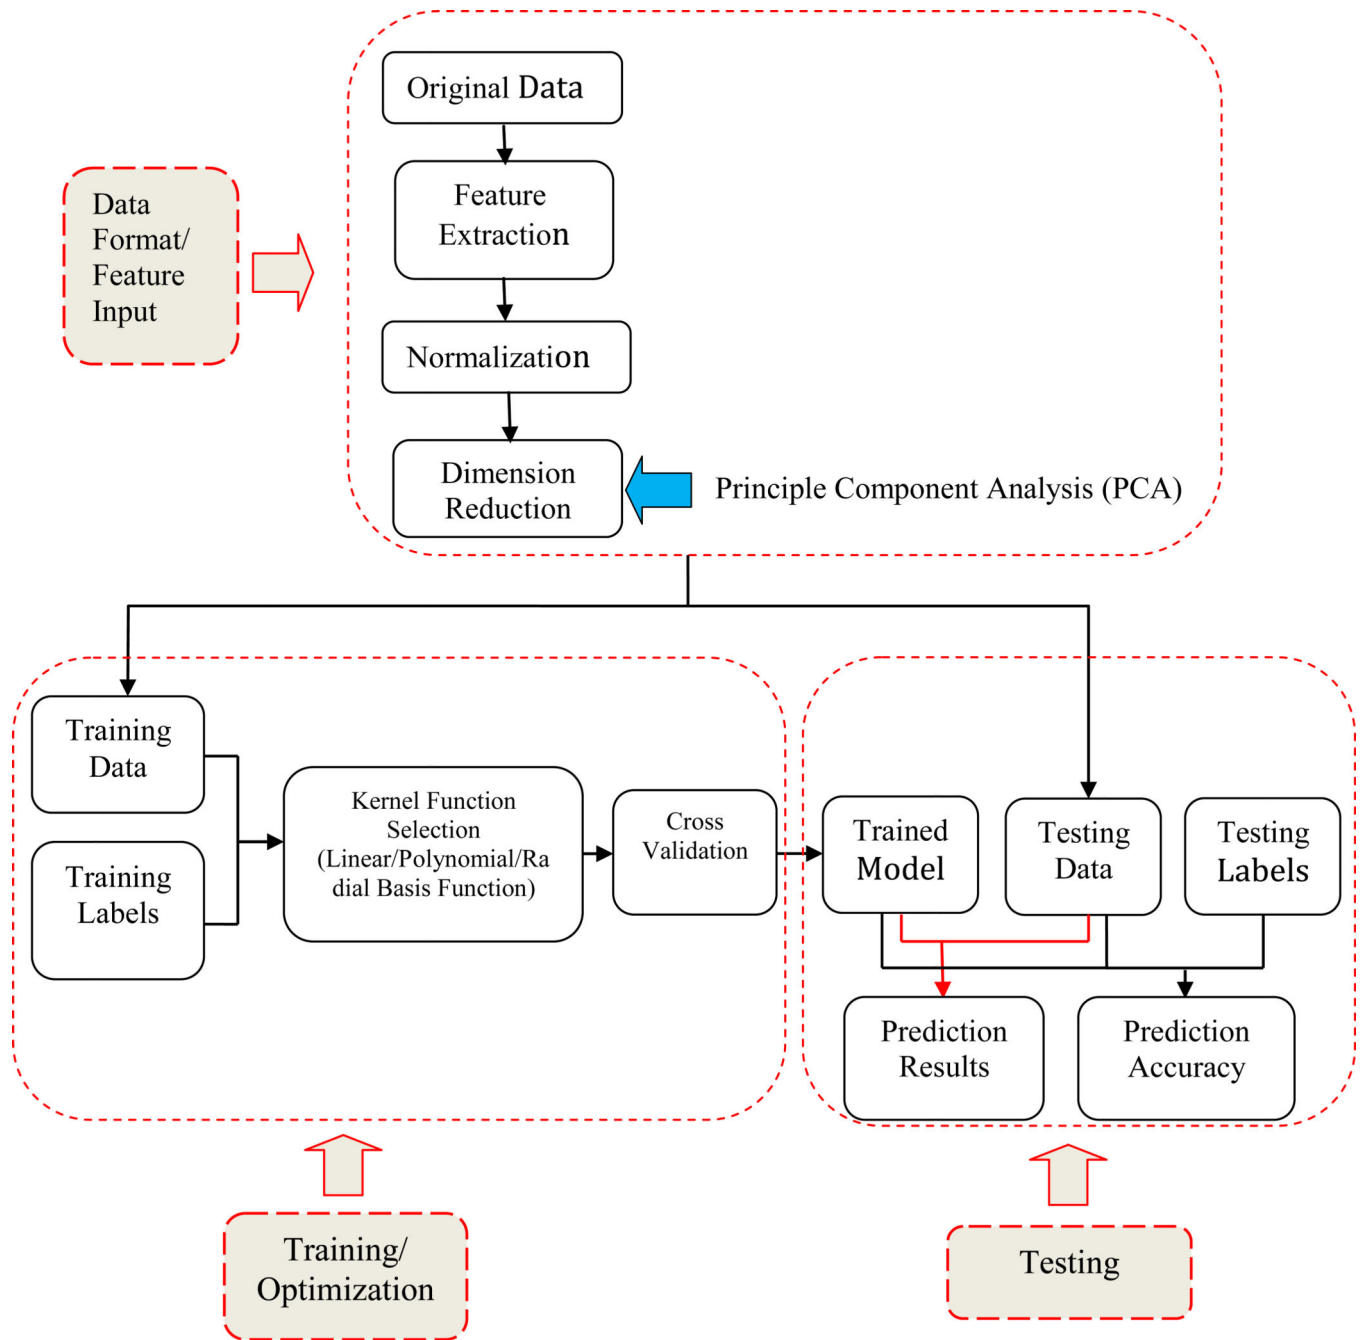 Original Data
Feature
Extraction
Data
Format/
Feature
Input
Normalization
Dimension
Reduction
Principle Component Analysis (PCA)
Training
Data
Training
Labels
Kernel Function
Selection
(Linear/Polynomial/Ra
dial Basis Function)
Cross
Validation
Trained
Model
Testing
Data
Testing
Labels
Prediction
Results
Prediction
Accuracy
Training/
Optimization
Testing